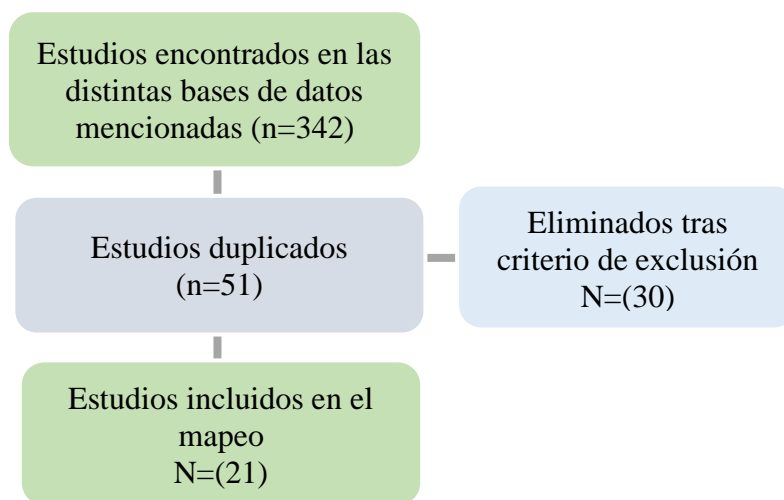 Estudios encontrados en las
distintas bases de datos
mencionadas (n=342)
Estudios duplicados
(n=51)
Eliminados tras
criterio de exclusión
N=(30)
Estudios incluidos en el
mapeo
N=(21)